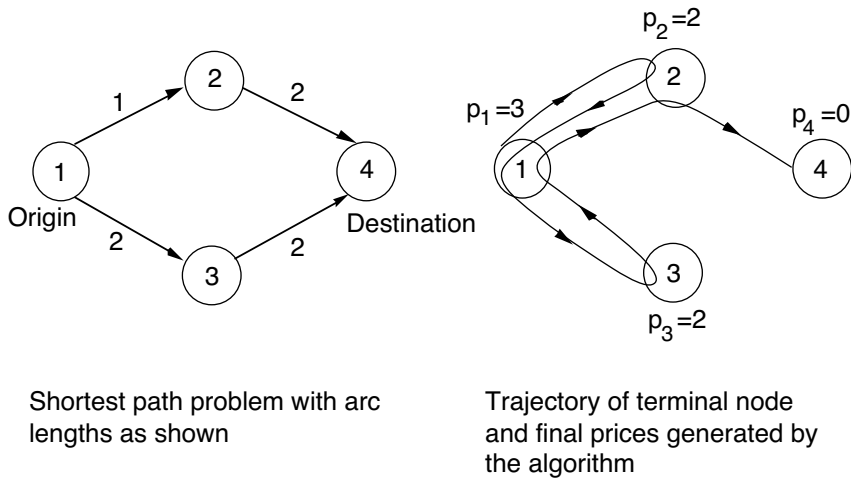 1
2
2
2
1
4
Origin
2
3
2
Destination
p2=2
2
p1=3
p4=0
1
4
3
p3=2
Shortest path problem with arc
lengths as shown
Trajectory of terminal node
and final prices generated by
the algorithm